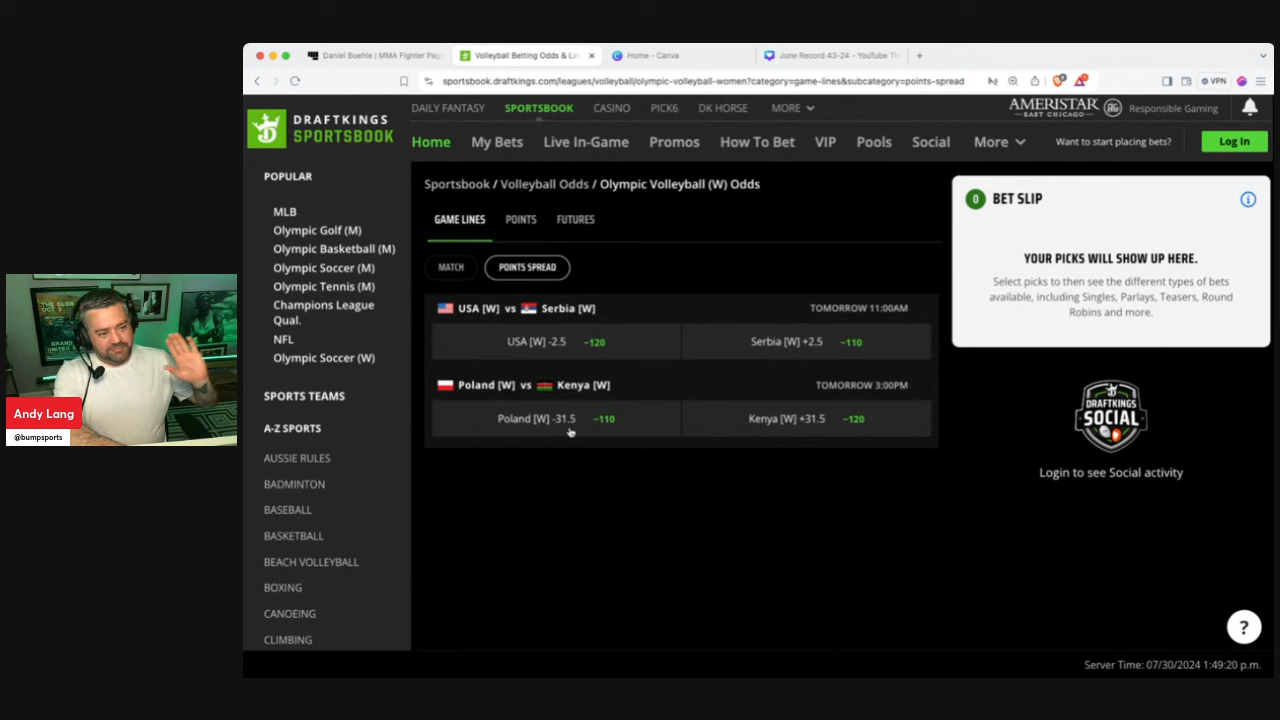 Daniel Boehle | MMA Fighter Pag
Volleyball Betting Odds & Lin
Home - Canva
June Record 43-24 – YouTube Th
sportsbook.draftkings.com/leagues/volleyball/olympic-volleyball-women?category=game-lines&subcategory=points-spread
VPN
DRAFTKINGS
SPORTSBOOK
DAILY FANTASY
SPORTSBOOK
CASINO
PICK6
DK HORSE
MORE
AMERISTAR
EAST CHICAGO
RG
Responsible Gaming
Home
My Bets
Live In-Game
Promos
How To Bet
VIP
Pools
Social
More
Want to start placing bets?
Log In
POPULAR
MLB
Olympic Golf (M)
Olympic Basketball (M)
Olympic Soccer (M)
Olympic Tennis (M)
Champions League
Qual.
NFL
Olympic Soccer (W)
SPORTS TEAMS
A-Z SPORTS
AUSSIE RULES
BADMINTON
BASEBALL
BASKETBALL
BEACH VOLLEYBALL
BOXING
CANOEING
CLIMBING
Sportsbook / Volleyball Odds / Olympic Volleyball (W) Odds
GAME LINES
POINTS
FUTURES
MATCH
POINTS SPREAD
USA [W] vs Serbia [W]
TOMORROW 11:00AM
USA [W] -2.5 −120
Serbia [W] +2.5 −110
Poland [W] vs Kenya [W]
TOMORROW 3:00PM
Poland [W] -31.5 −110
Kenya [W] +31.5 −120
0 BET SLIP
YOUR PICKS WILL SHOW UP HERE.
Select picks to then see the different types of bets
available, including Singles, Parlays, Teasers, Round
Robins and more.
DRAFTKINGS
SOCIAL
Login to see Social activity
?
Server Time: 07/30/2024 1:49:20 p.m.
Andy Lang
@bumpsports